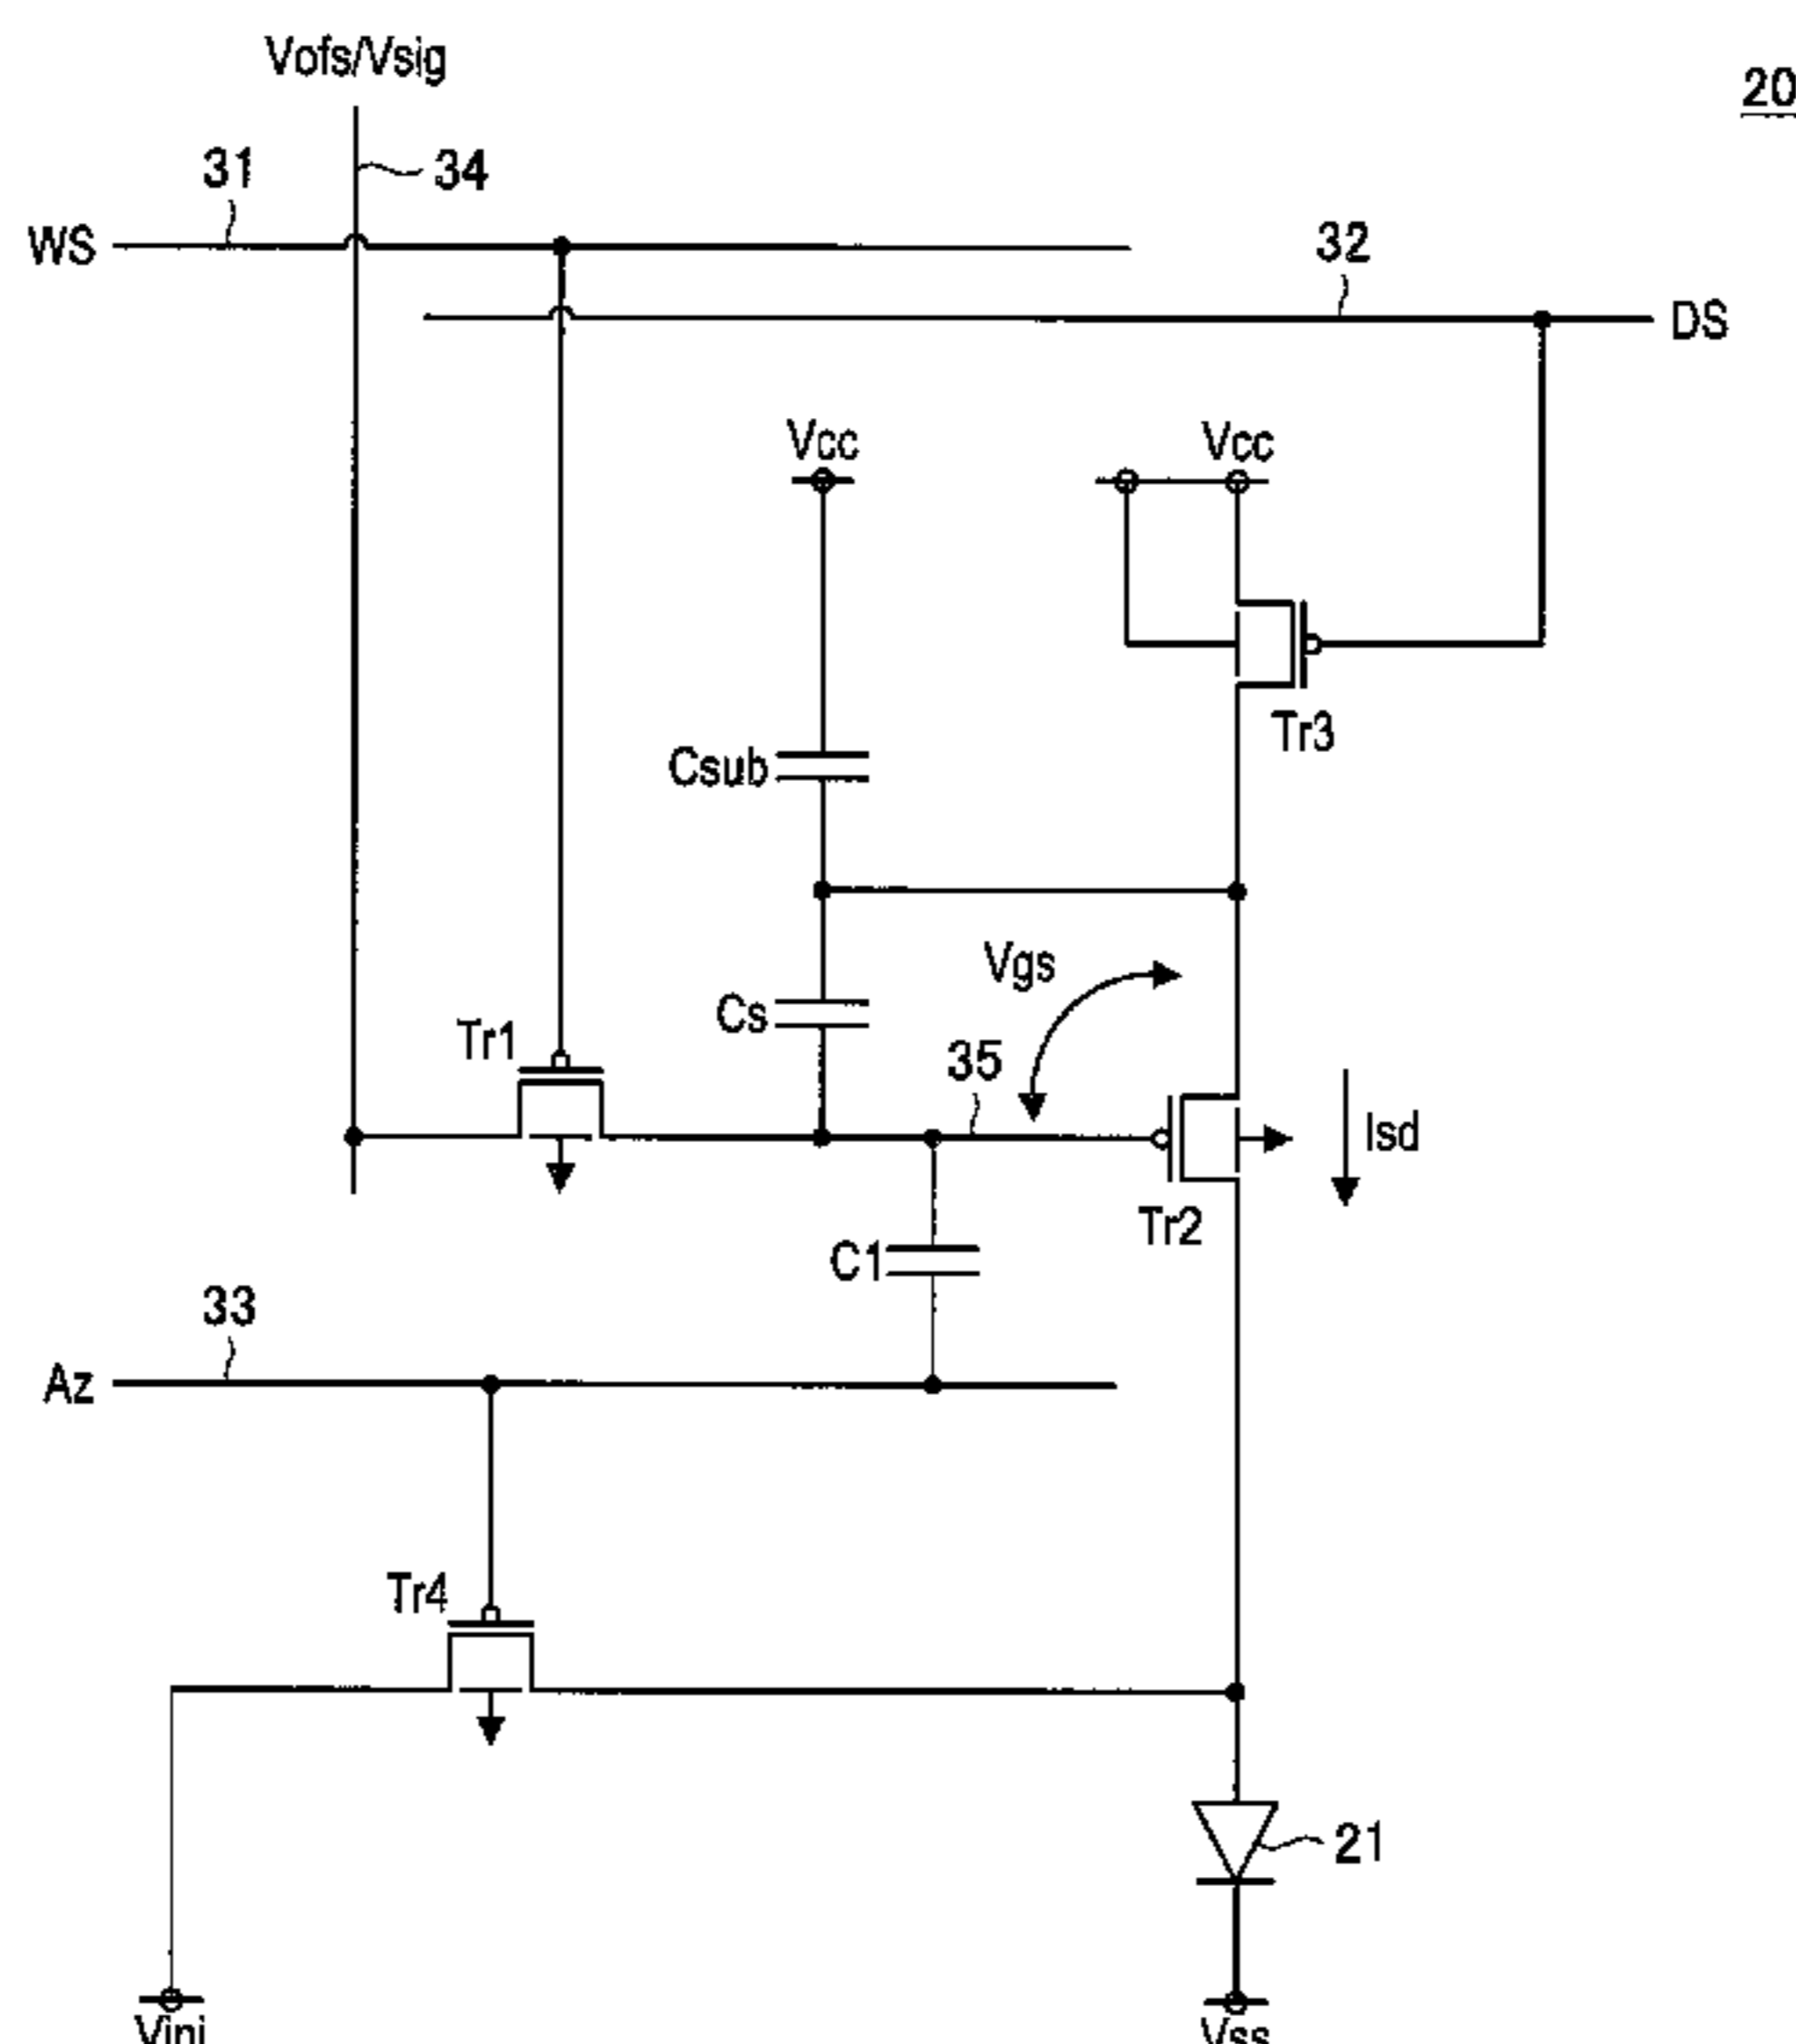 Vofs/Vsig
20
31
34
WS
32
DS
Vcc
Vcc
Tr3
Csub
Vgs
Cs
Tr1
35
Isd
Tr2
C1
33
Az
Tr4
21
Vini
Vss